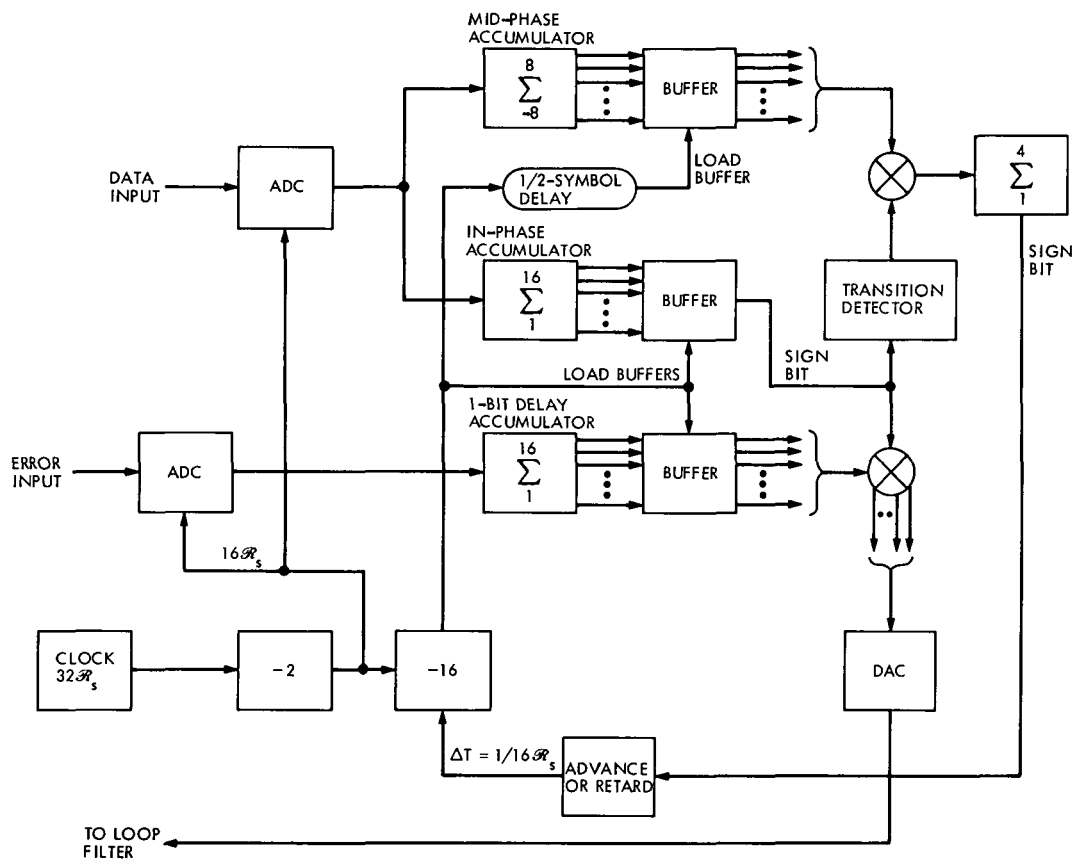 MID-PHASE
ACCUMULATOR
8
∑
-8
BUFFER
LOAD
BUFFER
DATA
INPUT
ADC
1/2-SYMBOL
DELAY
4
∑
1
SIGN
BIT
IN-PHASE
ACCUMULATOR
16
∑
1
BUFFER
TRANSITION
DETECTOR
SIGN
BIT
LOAD BUFFERS
1-BIT DELAY
ACCUMULATOR
16
∑
1
BUFFER
ERROR
INPUT
ADC
16ℛs
CLOCK
32ℛs
-2
-16
DAC
ΔT = 1/16ℛs
ADVANCE
OR RETARD
TO LOOP
FILTER